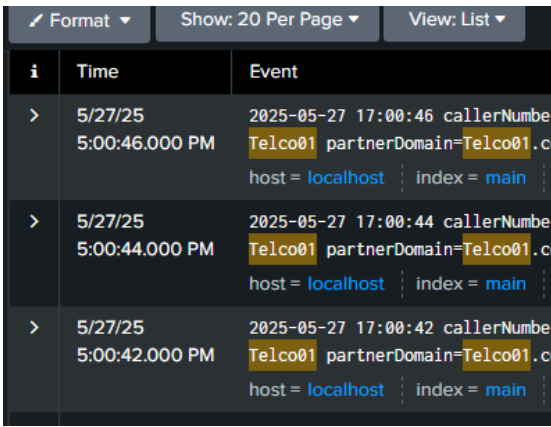 Format Show: 20 Per Page View: List
i Time Event
5/27/25 2025-05-27 17:00:46
5:00:46.000 PM Telco01 partnerDomain=Telco01
host = localhost index = main
5/27/25 2025-05-27 17:00:44
5:00:44.000 PM Telco01 partnerDomain=Telco01
host = localhost index = main
5/27/25 2025-05-27 17:00:42
5:00:42.000 PM Telco01 partnerDomain=Telco01
host = localhost index = main